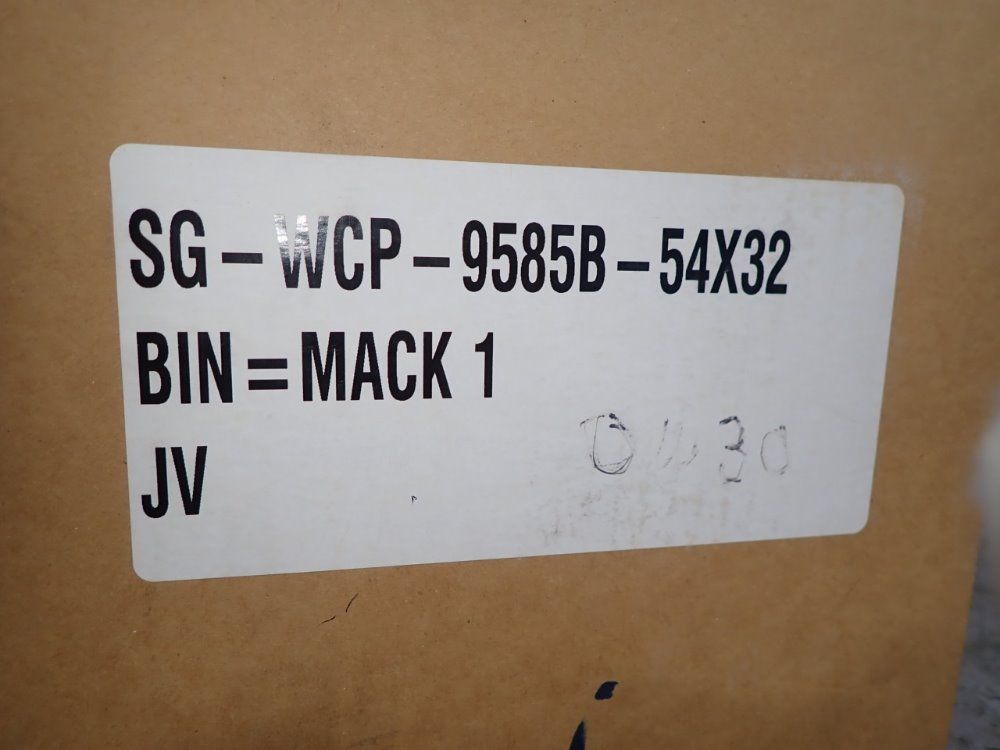 SG-WCP-9585B-54X32
BIN=MACK 1
JV